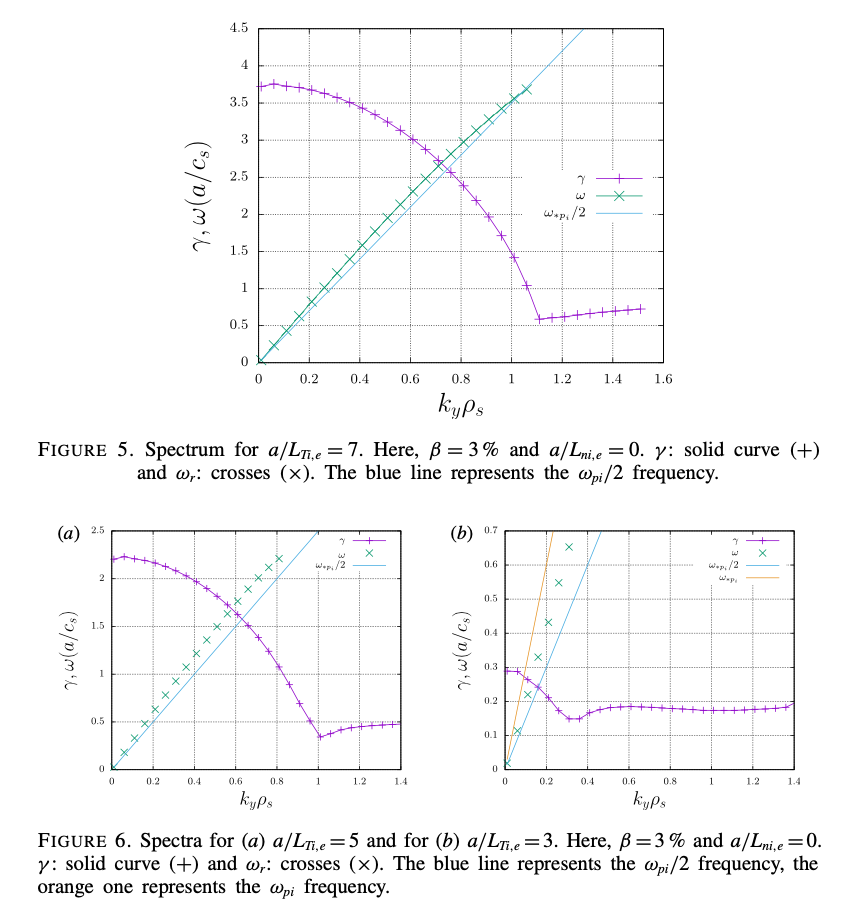 4.5
4
3.5
3
2.5
2
1.5
1
0.5
0
γ, ω(a/c_s)
γ
ω
ω_{*p_i}/2
0 0.2 0.4 0.6 0.8 1 1.2 1.4 1.6
k_yρ_s
FIGURE 5. Spectrum for a/L_{Ti,e} = 7. Here, β = 3 % and a/L_{ni,e} = 0. γ: solid curve (+)
and ω_r: crosses (×). The blue line represents the ω_{pi}/2 frequency.
(a)
2.5
2
1.5
1
0.5
0
γ, ω(a/c_s)
γ
ω
ω_{*p_i}/2
0 0.2 0.4 0.6 0.8 1 1.2 1.4
k_yρ_s
(b)
0.7
0.6
0.5
0.4
0.3
0.2
0.1
0
γ, ω(a/c_s)
γ
ω
ω_{*p_i}/2
ω_{*p_i}
0 0.2 0.4 0.6 0.8 1 1.2 1.4
k_yρ_s
FIGURE 6. Spectra for (a) a/L_{Ti,e} = 5 and for (b) a/L_{Ti,e} = 3. Here, β = 3 % and a/L_{ni,e} = 0.
γ: solid curve (+) and ω_r: crosses (×). The blue line represents the ω_{pi}/2 frequency, the
orange one represents the ω_{pi} frequency.